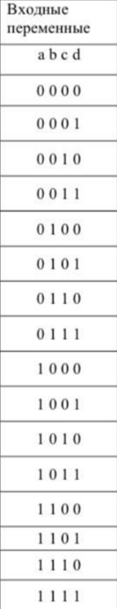 Входные
переменные
a b c d
0 0 0 0
0 0 0 1
0 0 1 0
0 0 1 1
0 1 0 0
0 1 0 1
0 1 1 0
0 1 1 1
1 0 0 0
1 0 0 1
1 0 1 0
1 0 1 1
1 1 0 0
1 1 0 1
1 1 1 0
1 1 1 1